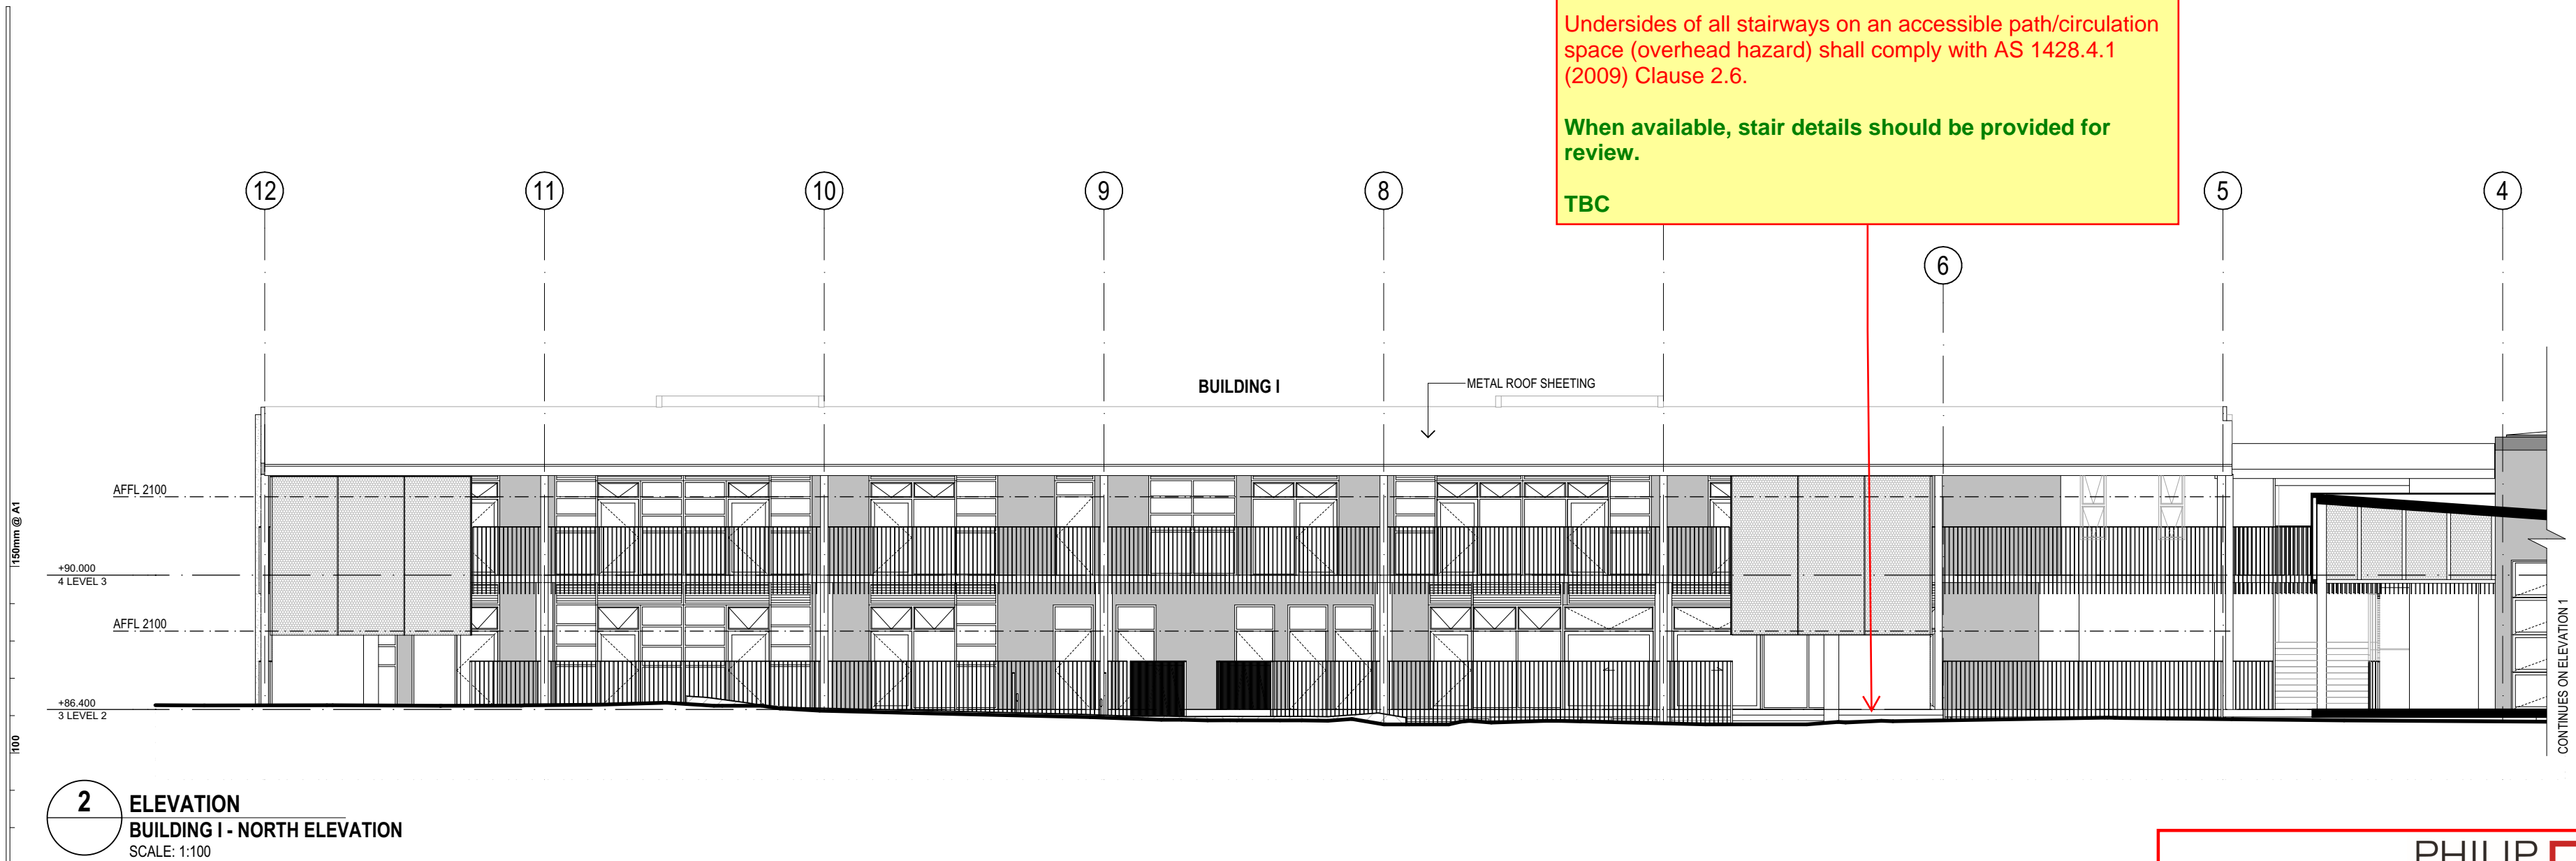 Undersides of all stairways on an accessible path/circulation
space (overhead hazard) shall comply with AS 1428.4.1
(2009) Clause 2.6.
When available, stair details should be provided for
review.
TBC
12
11
10
9
8
5
4
6
BUILDING I
METAL ROOF SHEETING
AFFL 2100
+90.000
4 LEVEL 3
AFFL 2100
+86.400
3 LEVEL 2
150mm @ A1
100
CONTINUES ON ELEVATION 1
2
ELEVATION
BUILDING I - NORTH ELEVATION
SCALE: 1:100
PHILIP